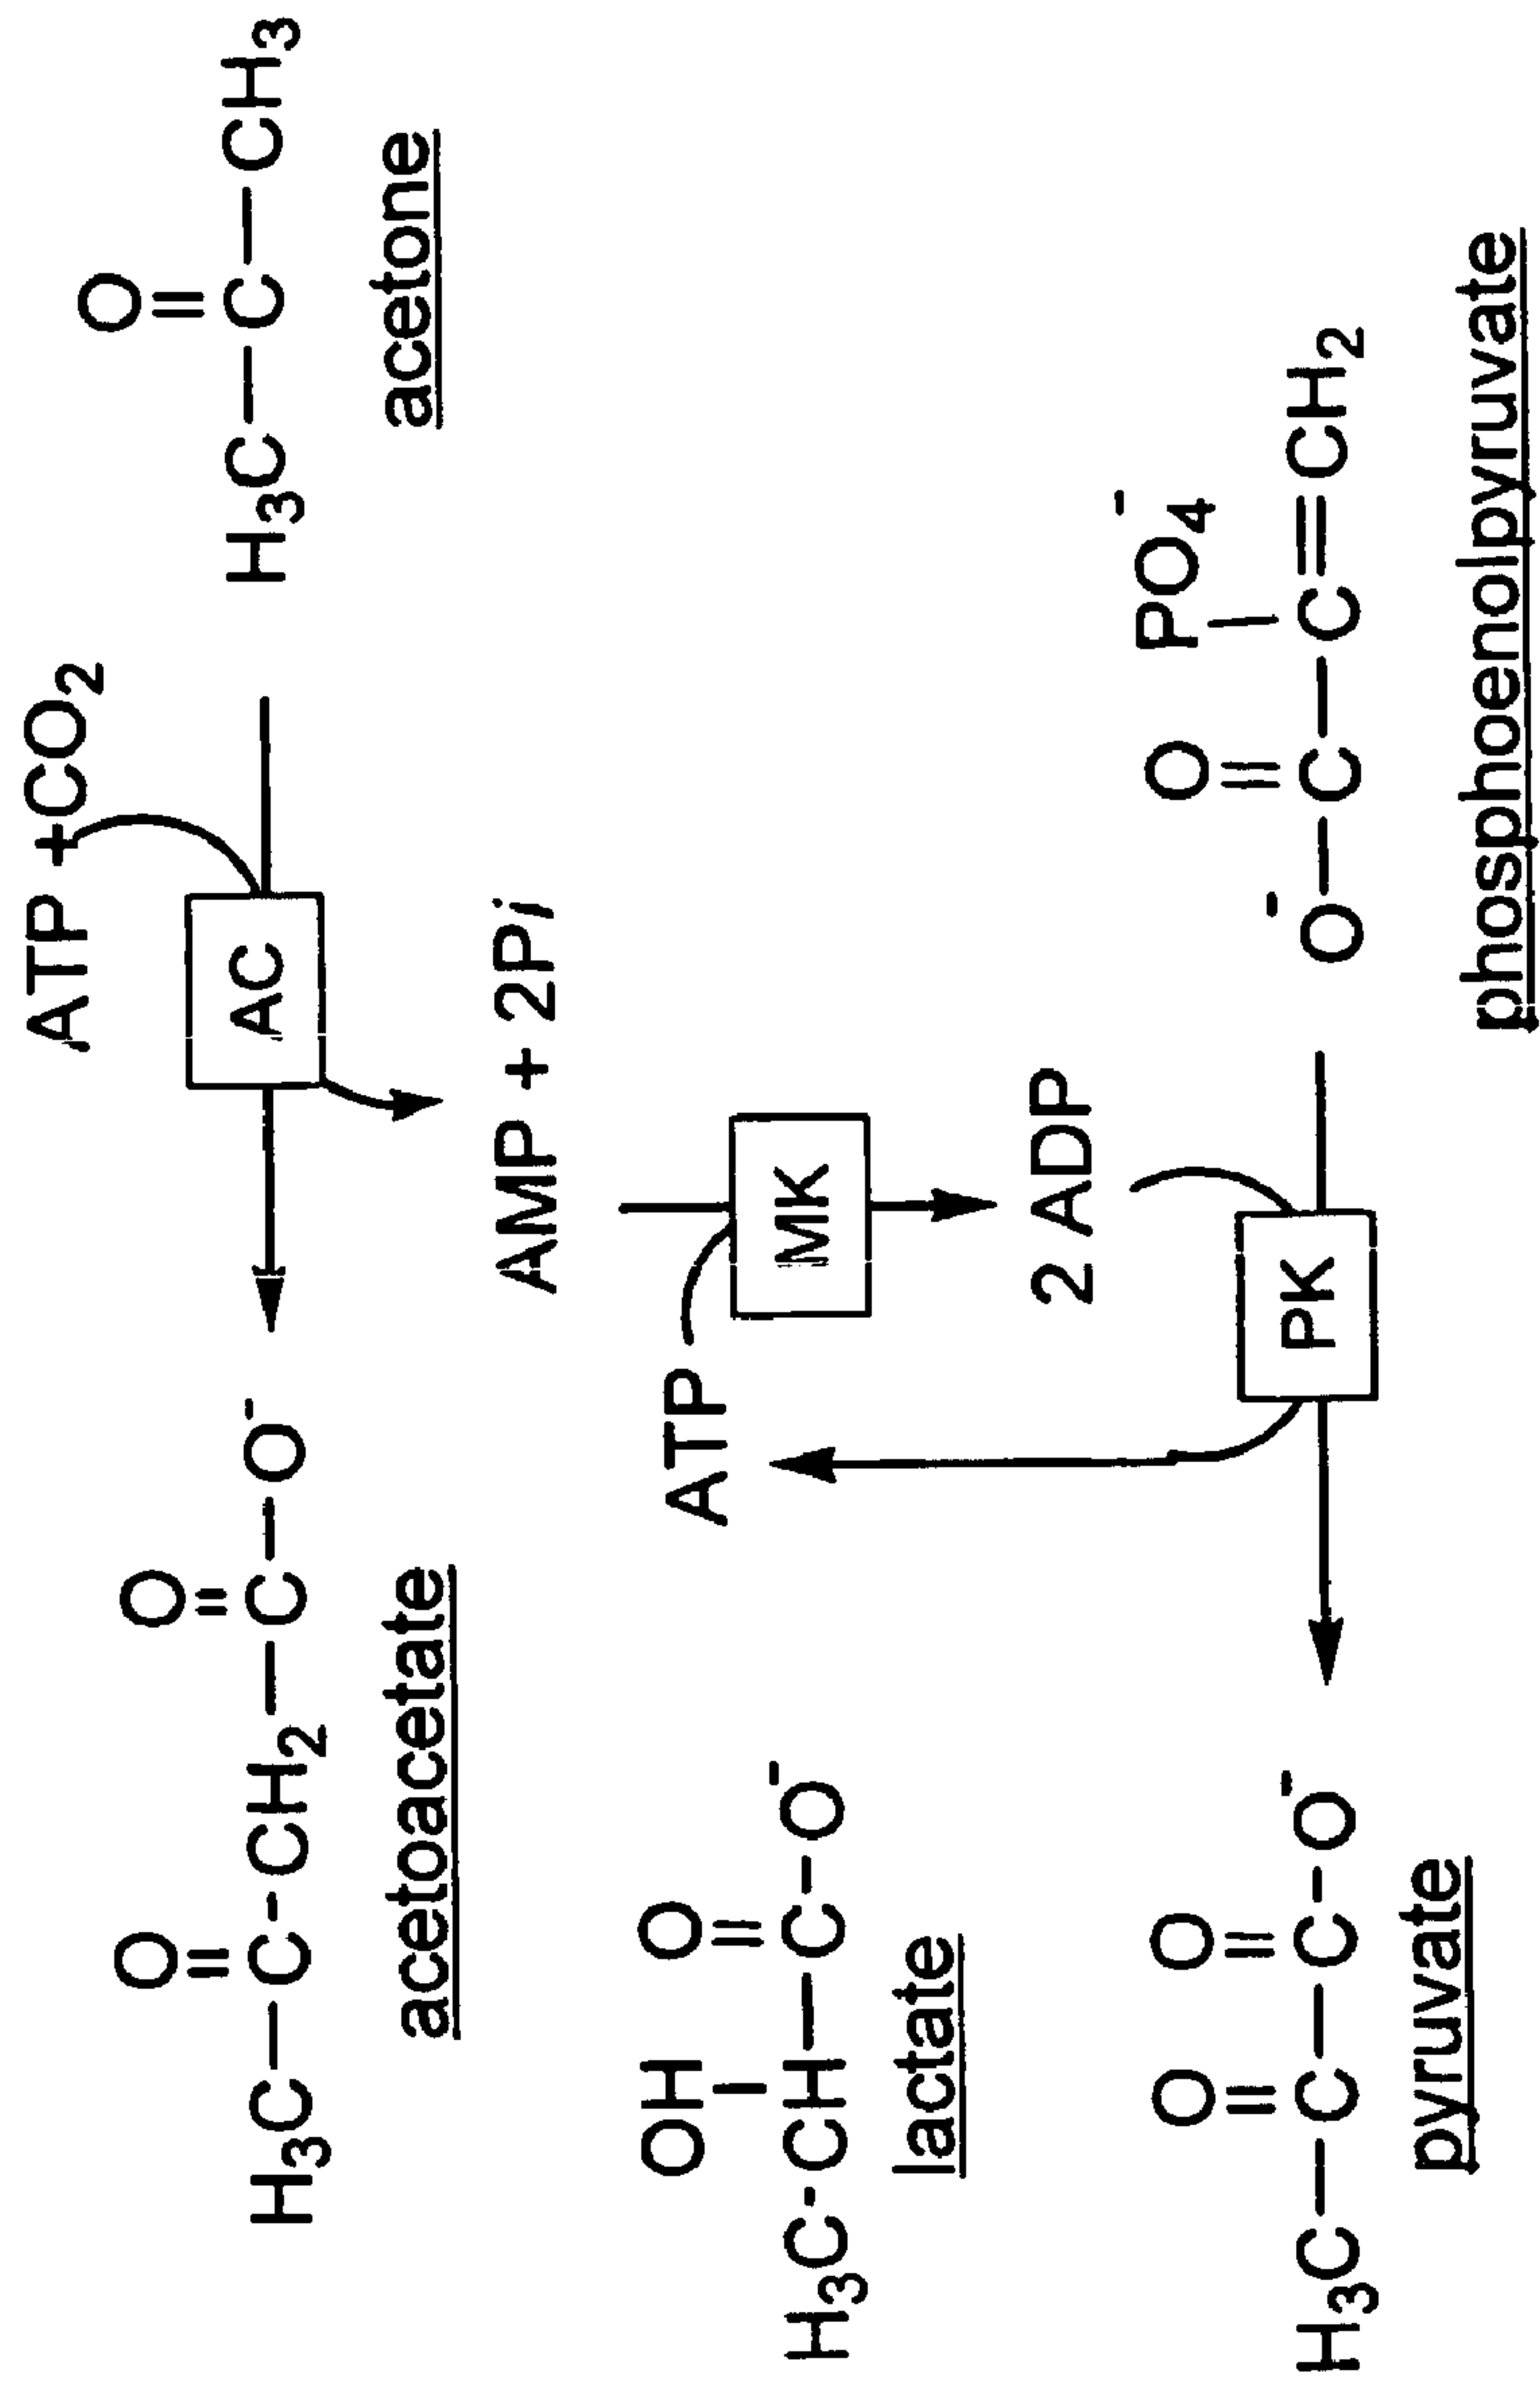 ATP +CO₂
O O O
H₃C—C-CH₂—C—O⁻ AC H₃C—C—CH₃
acetoacetate acetone
AMP + 2Pi
OH O ATP
H₃C-CH—C—O⁻ MK
lactate
2 ADP
O O O PO₄⁻
H₃C—C—C—O⁻ PK ⁻O—C—C=CH₂
pyruvate phosphoenolpyruvate